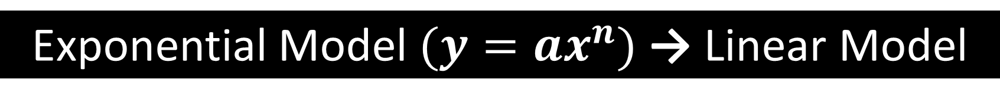 Exponential Model (y = axⁿ) → Linear Model